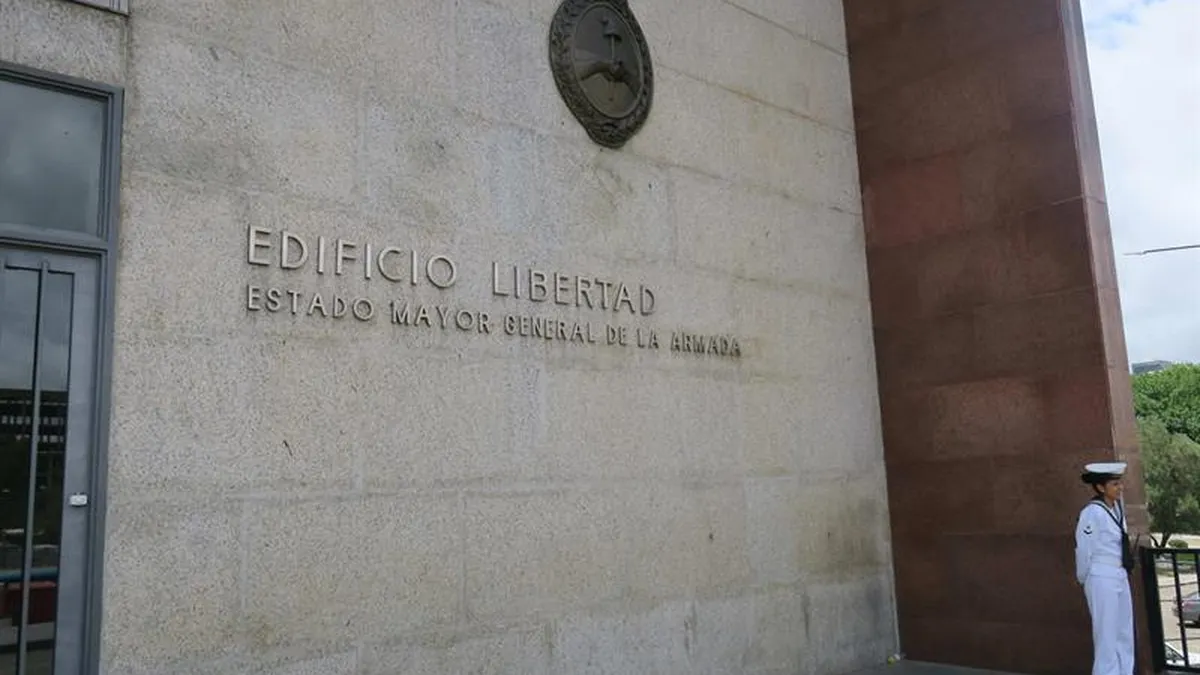 EDIFICIO LIBERTAD
ESTADO MAYOR GENERAL DE LA ARMADA